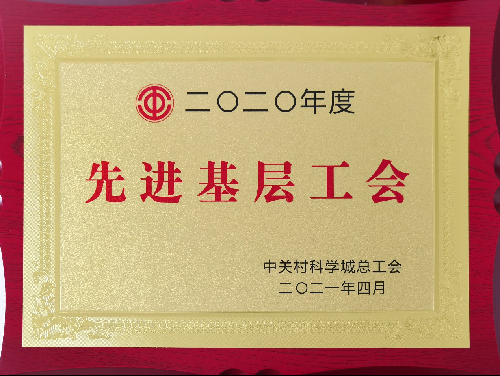 二〇二〇年度
先进基层工会
中关村科学城总工会
二〇二一年四月